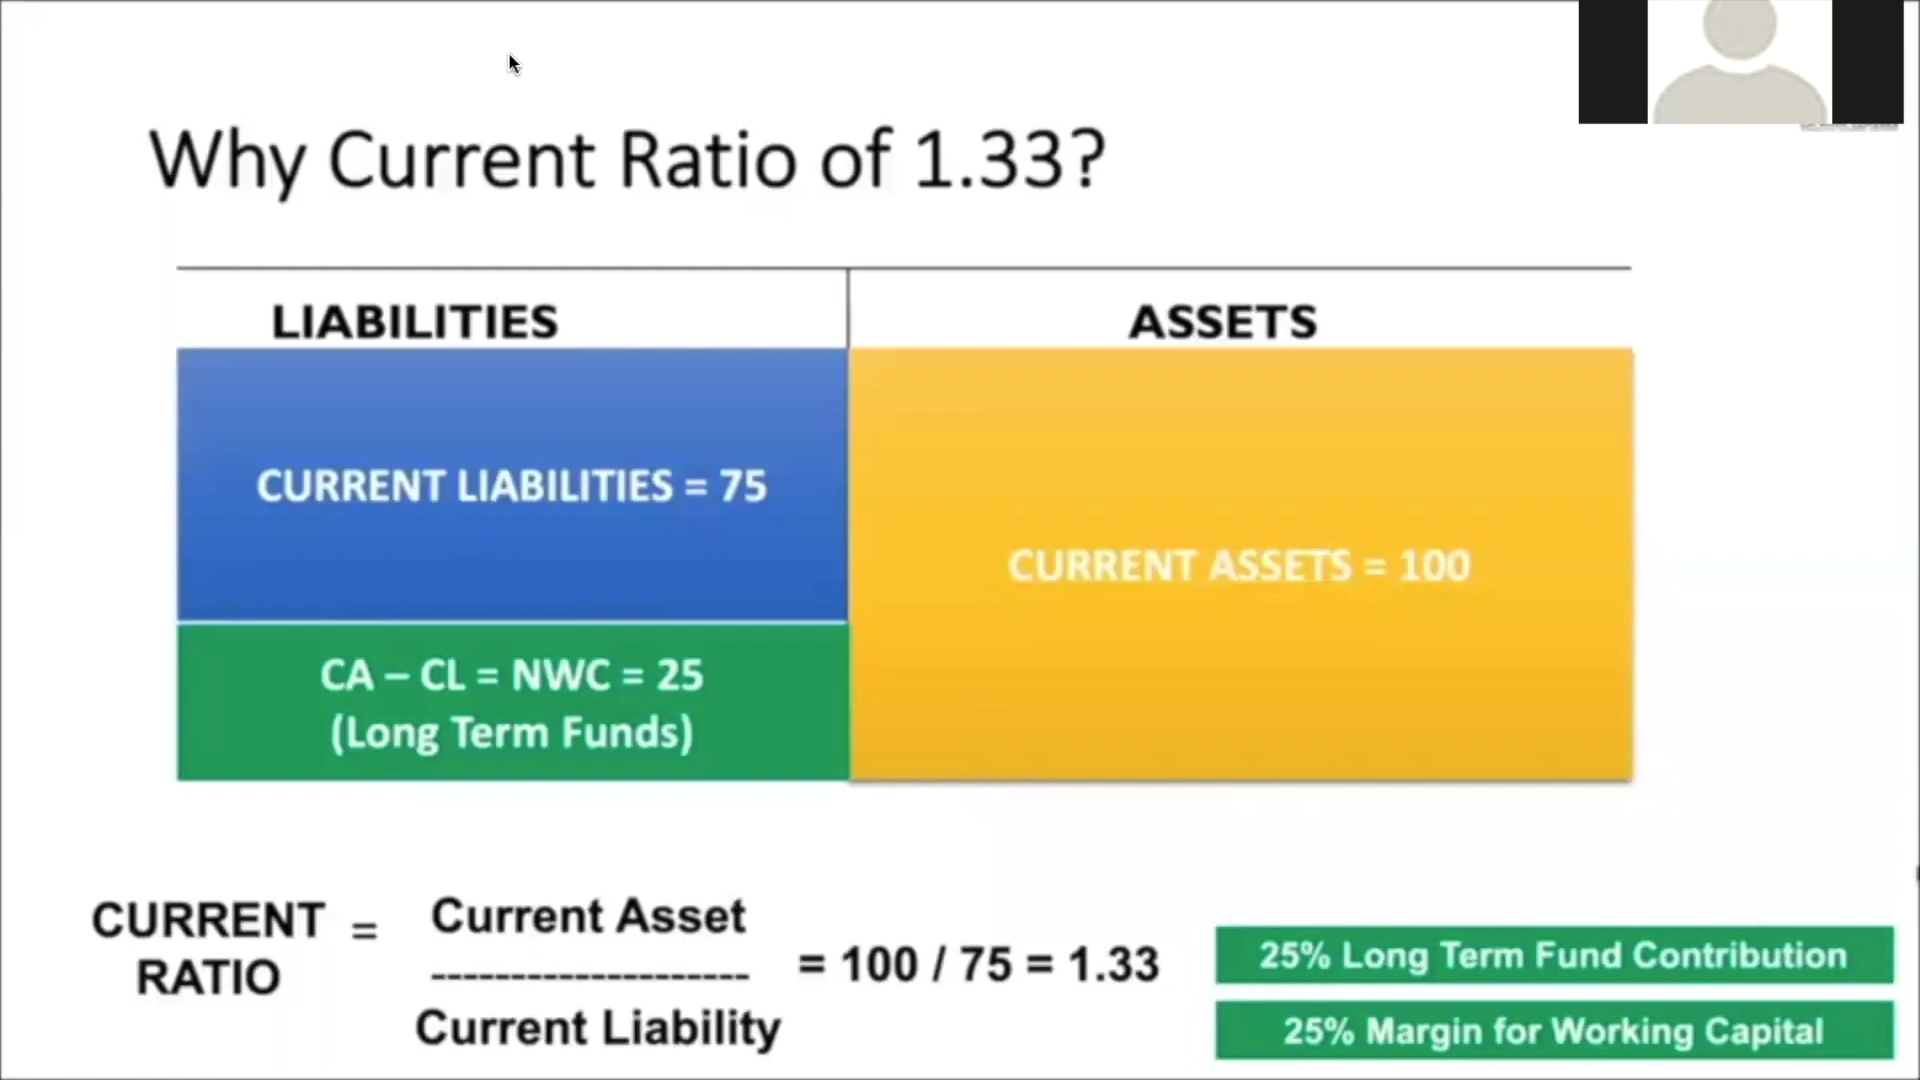 Why Current Ratio of 1.33?
LIABILITIES
ASSETS
CURRENT LIABILITIES = 75
CURRENT ASSETS = 100
CA – CL = NWC = 25
(Long Term Funds)
CURRENT
RATIO
=
Current Asset
--------------------
Current Liability
= 100 / 75 = 1.33
25% Long Term Fund Contribution
25% Margin for Working Capital